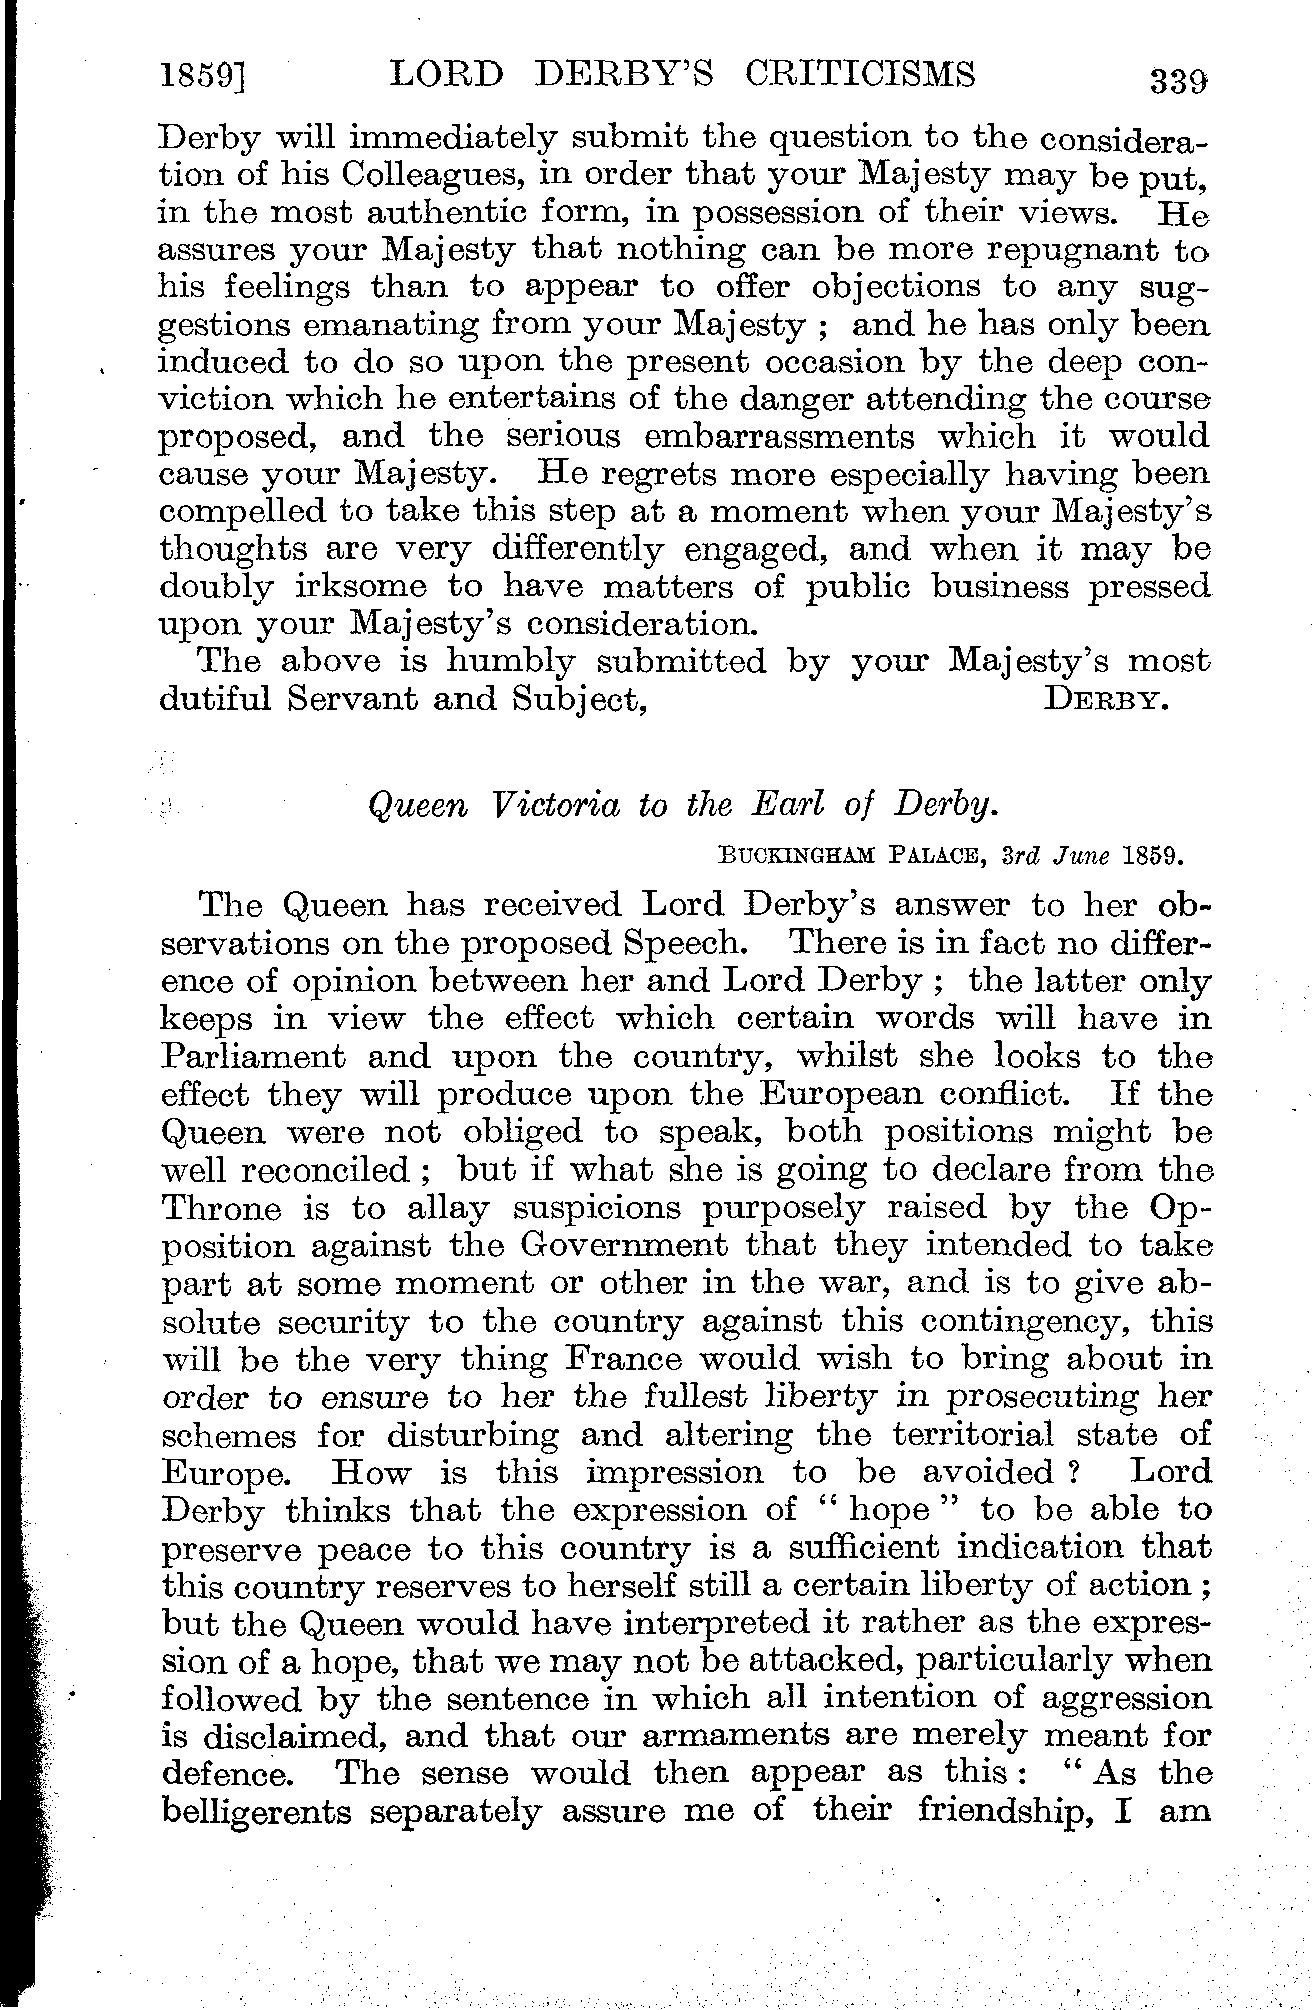 1859] LORD DERBY'S CRITICISMS 339
Derby will immediately submit the question to the considera-
tion of his Colleagues, in order that your Majesty may be put,
in the most authentic form, in possession of their views. He
assures your Majesty that nothing can be more repugnant to
his feelings than to appear to offer objections to any sug-
gestions emanating from your Majesty ; and he has only been
induced to do so upon the present occasion by the deep con-
viction which he entertains of the danger attending the course
proposed, and the serious embarrassments which it would
cause your Majesty. He regrets more especially having been
compelled to take this step at a moment when your Majesty's
thoughts are very differently engaged, and when it may be
doubly irksome to have matters of public business pressed
upon your Majesty's consideration.
The above is humbly submitted by your Majesty's most
dutiful Servant and Subject, DERBY.
Queen Victoria to the Earl of Derby.
BUCKINGHAM PALACE, 3rd June 1859.
The Queen has received Lord Derby's answer to her ob-
servations on the proposed Speech. There is in fact no differ-
ence of opinion between her and Lord Derby ; the latter only
keeps in view the effect which certain words will have in
Parliament and upon the country, whilst she looks to the
effect they will produce upon the European conflict. If the
Queen were not obliged to speak, both positions might be
well reconciled ; but if what she is going to declare from the
Throne is to allay suspicions purposely raised by the Op-
position against the Government that they intended to take
part at some moment or other in the war, and is to give ab-
solute security to the country against this contingency, this
will be the very thing France would wish to bring about in
order to ensure to her the fullest liberty in prosecuting her
schemes for disturbing and altering the territorial state of
Europe. How is this impression to be avoided ? Lord
Derby thinks that the expression of " hope " to be able to
preserve peace to this country is a sufficient indication that
this country reserves to herself still a certain liberty of action ;
but the Queen would have interpreted it rather as the expres-
sion of a hope, that we may not be attacked, particularly when
followed by the sentence in which all intention of aggression
is disclaimed, and that our armaments are merely meant for
defence. The sense would then appear as this : " As the
belligerents separately assure me of their friendship, I am